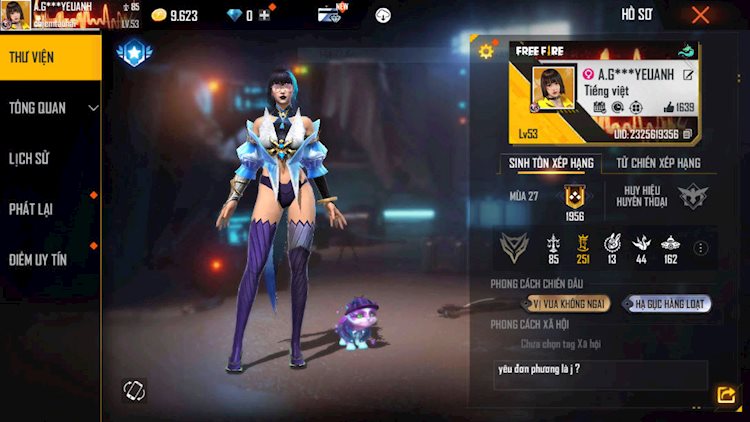 A.G***YEUANH
85
Lv.53
9.623
0
NEW
HỒ SƠ
THƯ VIỆN
TỔNG QUAN
LỊCH SỬ
PHÁT LẠI
ĐIỂM UY TÍN
FREE FIRE
A.G***YEUANH
Tiếng việt
1639
Lv53
UID:2325619356
SINH TỒN XẾP HẠNG
TỬ CHIẾN XẾP HẠNG
MÙA 27
1956
HUY HIỆU
HUYỀN THOẠI
85
251
13
44
162
PHONG CÁCH CHIẾN ĐẤU
VỊ VUA KHÔNG NGAI
HẠ GỤC HÀNG LOẠT
PHONG CÁCH XÃ HỘI
Chưa chọn tag Xã hội
yêu đơn phương là j ?